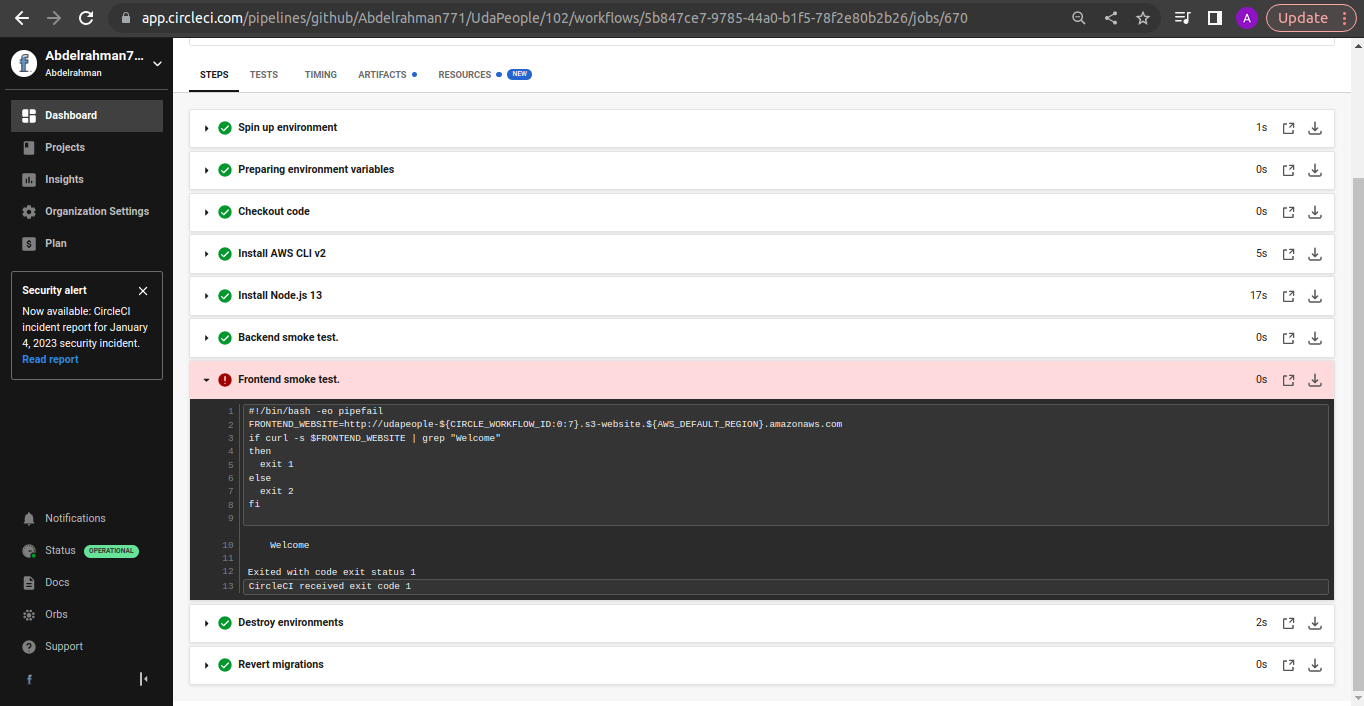 app.circleci.com/pipelines/github/Abdelrahman771/UdaPeople/102/workflows/5b847ce7-9785-44a0-b1f5-78f2e80b2b26/jobs/670
A
Update
Abdelrahman7...
Abdelrahman
Dashboard
Projects
Insights
Organization Settings
Plan
Security alert
Now available: CircleCI
incident report for January
4, 2023 security incident.
Read report
Notifications
Status OPERATIONAL
Docs
Orbs
Support
STEPS TESTS TIMING ARTIFACTS RESOURCES NEW
Spin up environment 1s
Preparing environment variables 0s
Checkout code 0s
Install AWS CLI v2 5s
Install Node.js 13 17s
Backend smoke test. 0s
Frontend smoke test. 0s
1 #!/bin/bash -eo pipefail
2 FRONTEND_WEBSITE=http://udapeople-${CIRCLE_WORKFLOW_ID:0:7}.s3-website.${AWS_DEFAULT_REGION}.amazonaws.com
3 if curl -s $FRONTEND_WEBSITE | grep "Welcome"
4 then
5 exit 1
6 else
7 exit 2
8 fi
9
10 Welcome
11
12 Exited with code exit status 1
13 CircleCI received exit code 1
Destroy environments 2s
Revert migrations 0s